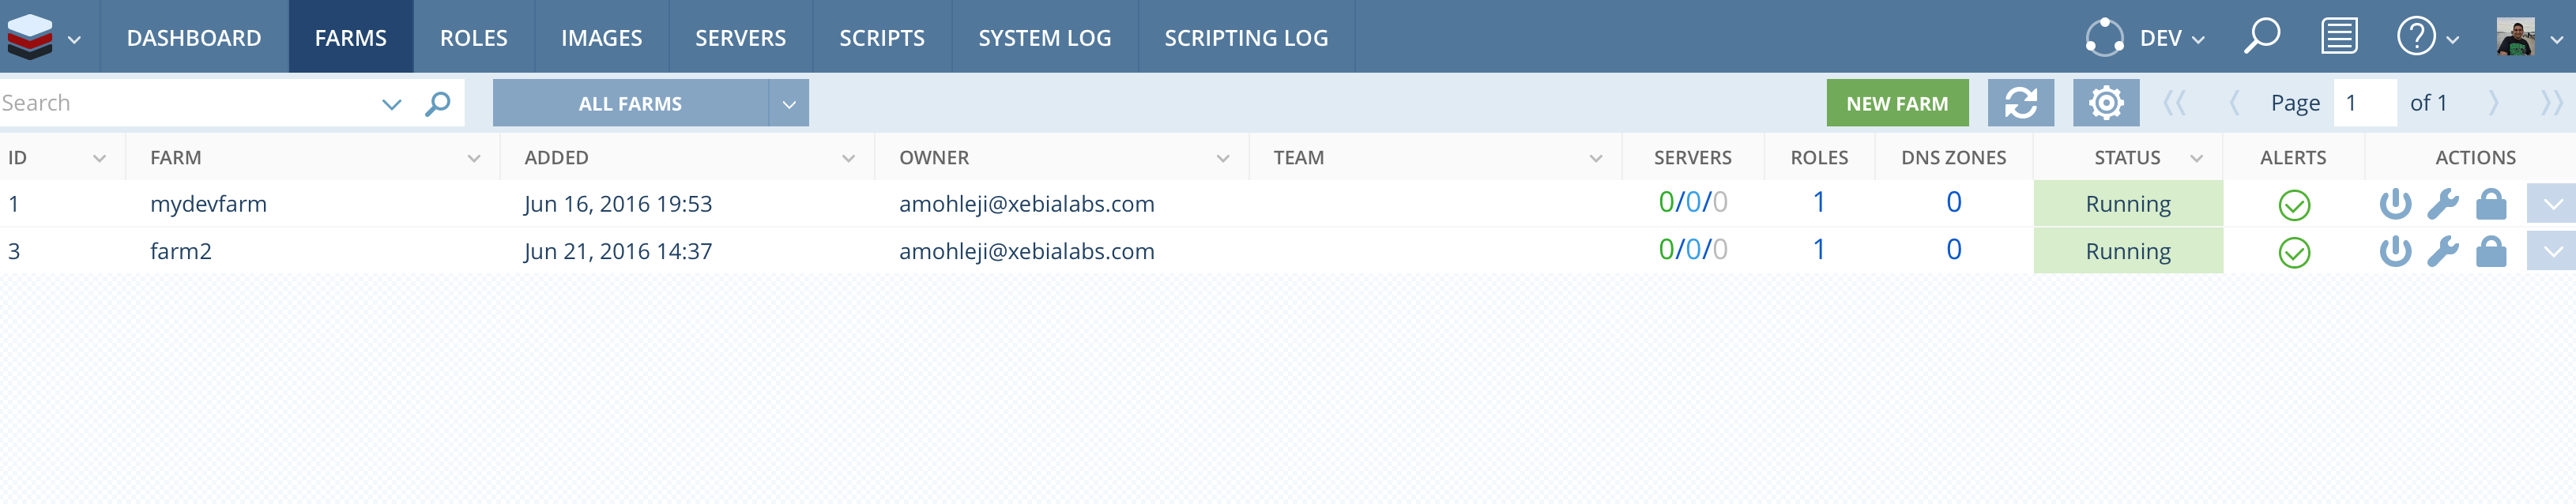 DASHBOARD FARMS ROLES IMAGES SERVERS SCRIPTS SYSTEM LOG SCRIPTING LOG DEV ?
Search ALL FARMS NEW FARM Page 1 of 1
ID FARM ADDED OWNER TEAM SERVERS ROLES DNS ZONES STATUS ALERTS ACTIONS
1 mydevfarm Jun 16, 2016 19:53 amohleji@xebialabs.com 0/0/0 1 0 Running
3 farm2 Jun 21, 2016 14:37 amohleji@xebialabs.com 0/0/0 1 0 Running